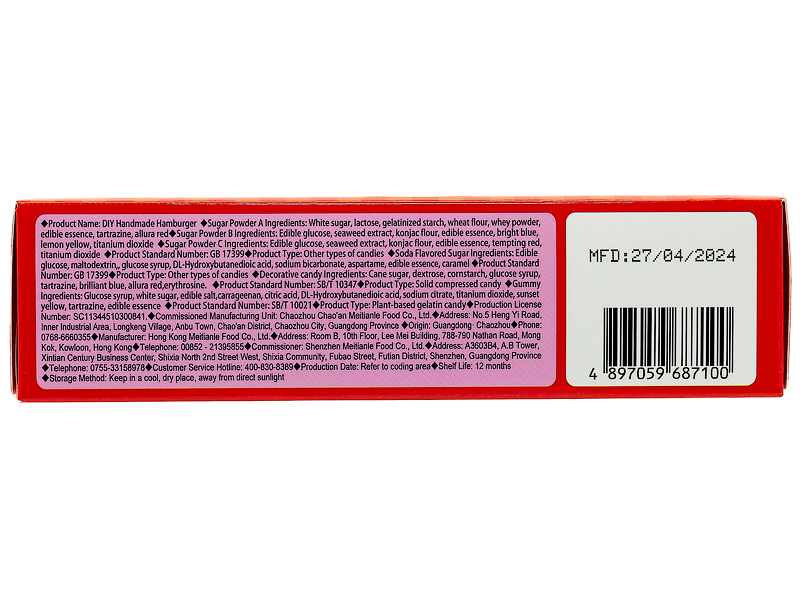 ◆Product Name: DIY Handmade Hamburger ◆Sugar Powder A Ingredients: White sugar, lactose, gelatinized starch, wheat flour, whey powder,
edible essence, tartrazine, allura red◆Sugar Powder B Ingredients: Edible glucose, seaweed extract, konjac flour, edible essence, bright blue,
lemon yellow, titanium dioxide ◆Sugar Powder C Ingredients: Edible glucose, seaweed extract, konjac flour, edible essence, tempting red,
titanium dioxide ◆Product Standard Number: GB 17399◆Product Type: Other types of candies ◆Soda Flavored Sugar Ingredients: Edible
glucose, maltodextrin,, glucose syrup, DL-Hydroxybutanedioic acid, sodium bicarbonate, aspartame, edible essence, caramel ◆Product Standard
Number: GB 17399◆Product Type: Other types of candies ◆Decorative candy Ingredients: Cane sugar, dextrose, cornstarch, glucose syrup,
tartrazine, brilliant blue, allura red,erythrosine. ◆Product Standard Number: SB/T 10347◆Product Type: Solid compressed candy ◆Gummy
Ingredients: Glucose syrup, white sugar, edible salt,carrageenan, citric acid, DL-Hydroxybutanedioic acid, sodium citrate, titanium dioxide, sunset
yellow, tartrazine, edible essence ◆Product Standard Number: SB/T 10021◆Product Type: Plant-based gelatin candy◆Production License
Number: SC11344510300841,◆Commissioned Manufacturing Unit: Chaozhou Chao'an Meitianle Food Co., Ltd.◆Address: No.5 Heng Yi Road,
Inner Industrial Area, Longkeng Village, Anbu Town, Chao'an District, Chaozhou City, Guangdong Province ◆Origin: Guangdong· Chaozhou◆Phone:
0768-6660355◆Manufacturer: Hong Kong Meitianle Food Co., Ltd.◆Address: Room B, 10th Floor, Lee Mei Building, 788-790 Nathan Road, Mong
Kok, Kowloon, Hong Kong◆Telephone: 00852 - 21395855◆Commissioner: Shenzhen Meitianle Food Co., Ltd.◆Address: A3603B4, A.B Tower,
Xintian Century Business Center, Shixia North 2nd Street West, Shixia Community, Fubao Street, Futian District, Shenzhen, Guangdong Province
◆Telephone: 0755-33158978◆Customer Service Hotline: 400-830-8389◆Production Date: Refer to coding area◆Shelf Life: 12 months
◆Storage Method: Keep in a cool, dry place, away from direct sunlight
MFD:27/04/2024
4 897059 687100